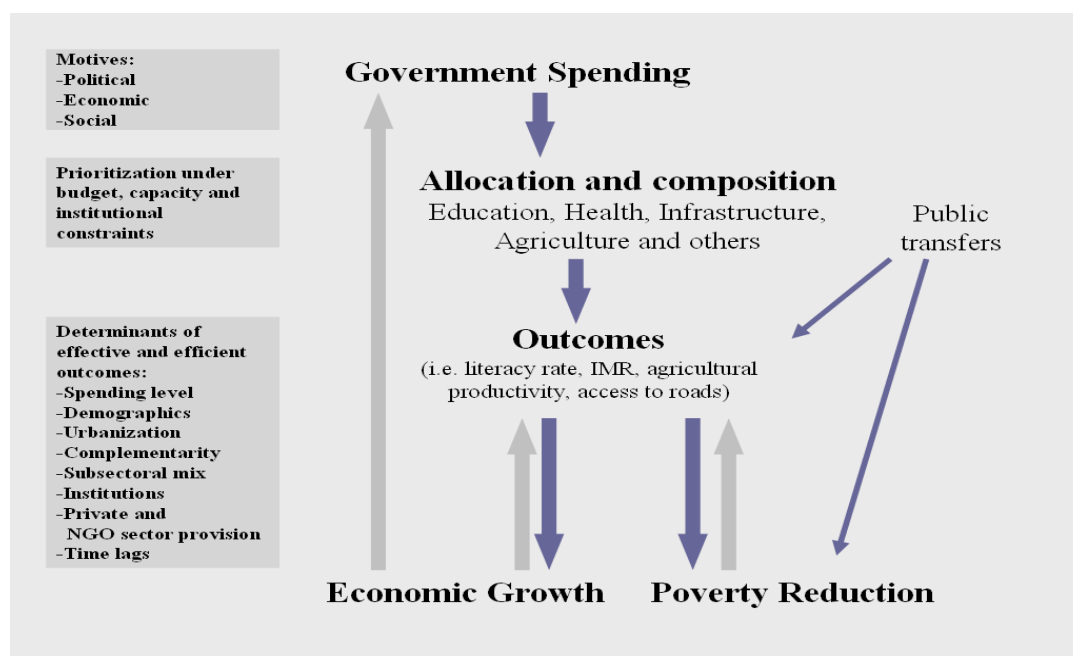 Motives:
-Political
-Economic
-Social
Government Spending
Prioritization under
budget, capacity and
institutional
constraints
Allocation and composition
Education, Health, Infrastructure,
Agriculture and others
Public
transfers
Determinants of
effective and efficient
outcomes:
-Spending level
-Demographics
-Urbanization
-Complementarity
-Subsectoral mix
-Institutions
-Private and
NGO sector provision
-Time lags
Outcomes
(i.e. literacy rate, IMR, agricultural
productivity, access to roads)
Economic Growth
Poverty Reduction